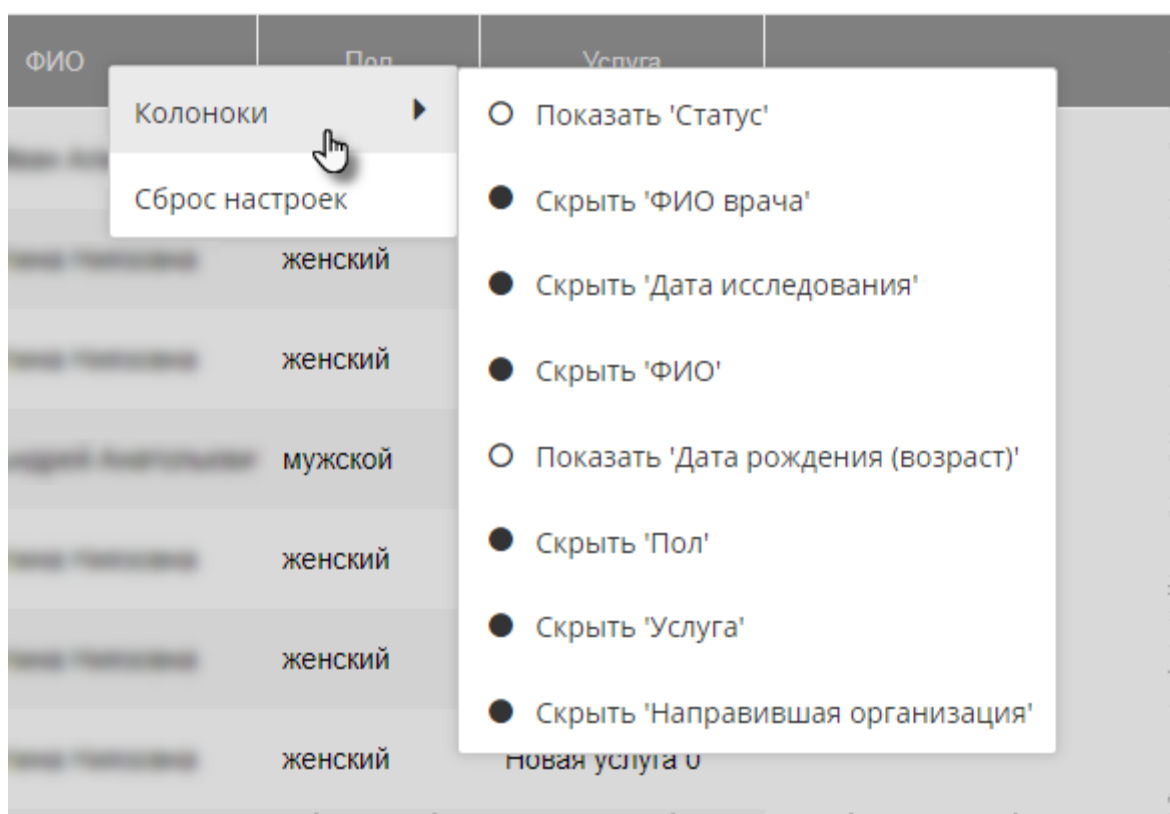 ФИО Пол Услуга
Колоноки
Сброс настроек
Показать 'Статус'
Скрыть 'ФИО врача'
Скрыть 'Дата исследования'
Скрыть 'ФИО'
Показать 'Дата рождения (возраст)'
Скрыть 'Пол'
Скрыть 'Услуга'
Скрыть 'Направившая организация'
женский
женский
мужской
женский
женский
женский Новая услуга 0